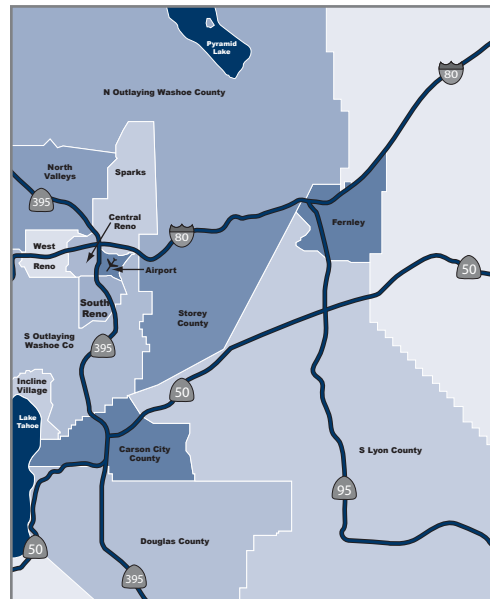 Pyramid
Lake
80
N Outlaying Washoe County
North
Valleys
Sparks
395
Central
Reno
Fernley
80
West
Reno
Airport
50
South
Reno
Storey
County
S Outlaying
Washoe Co
395
Incline
Village
50
Lake
Tahoe
Carson City
County
S Lyon County
95
50
Douglas County
395